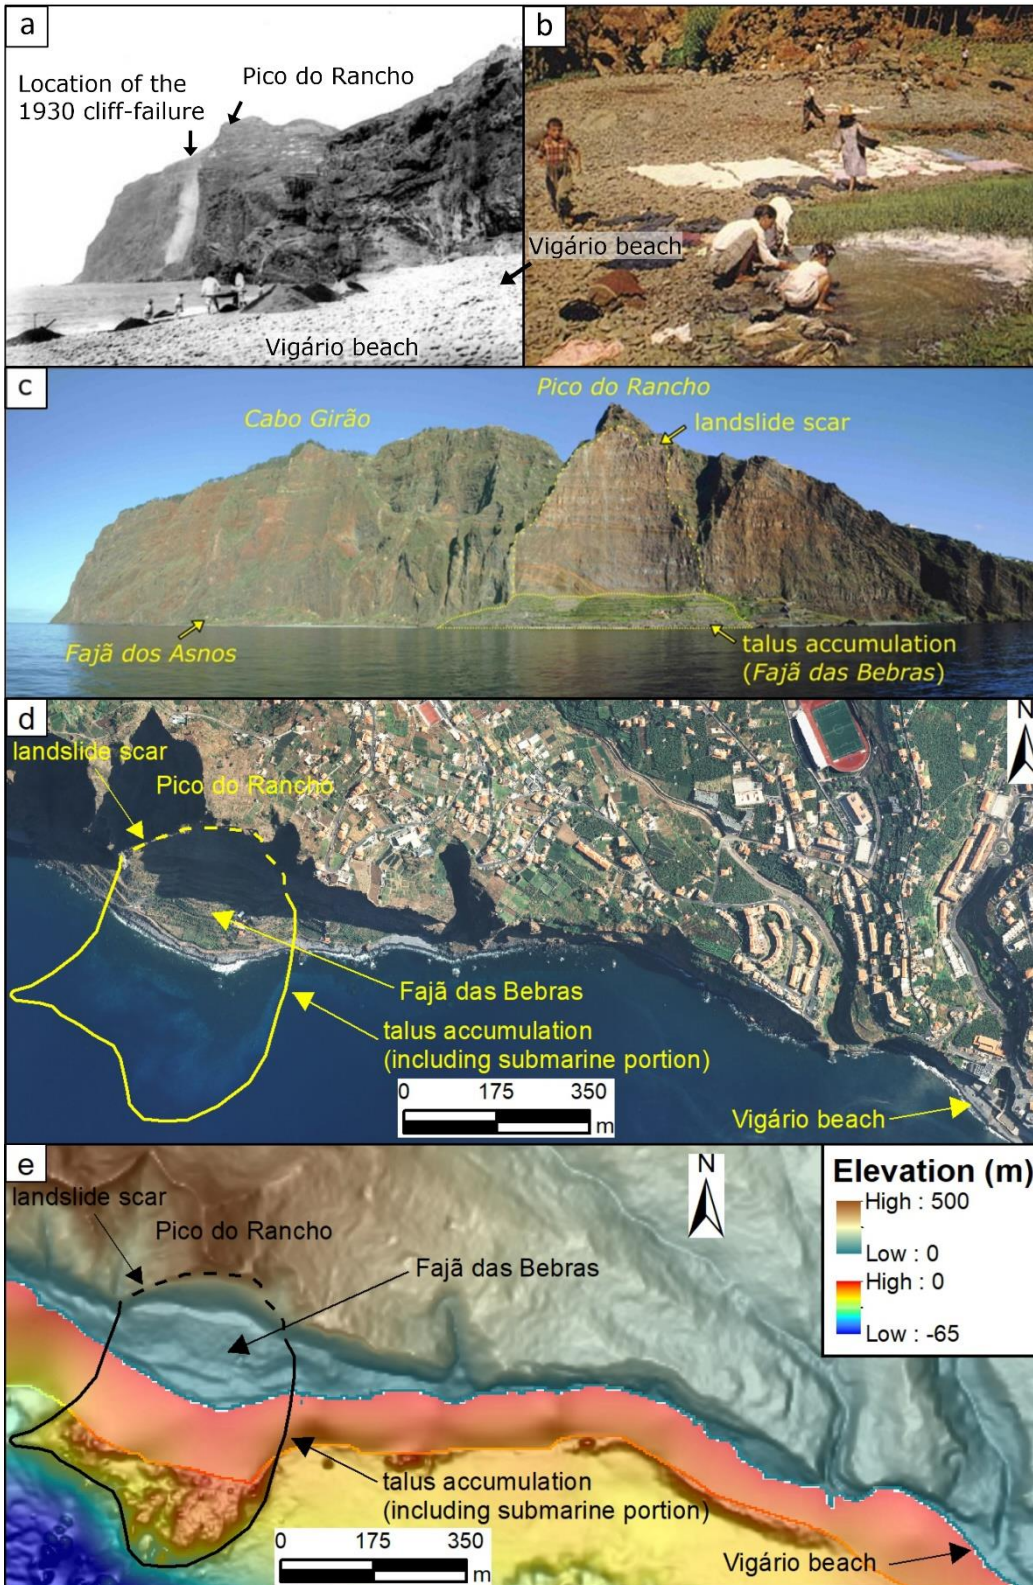 a
Location of the
1930 cliff-failure
Pico do Rancho
Vigário beach
b
Vigário beach
c
Cabo Girão
Pico do Rancho
landslide scar
Fajã dos Asnos
talus accumulation
(Fajã das Bebras)
d
landslide scar
Pico do Rancho
N
Fajã das Bebras
talus accumulation
(including submarine portion)
0 175 350
m
Vigário beach
e
landslide scar
Pico do Rancho
N
Fajã das Bebras
Elevation (m)
High : 500
Low : 0
High : 0
Low : -65
talus accumulation
(including submarine portion)
0 175 350
m
Vigário beach